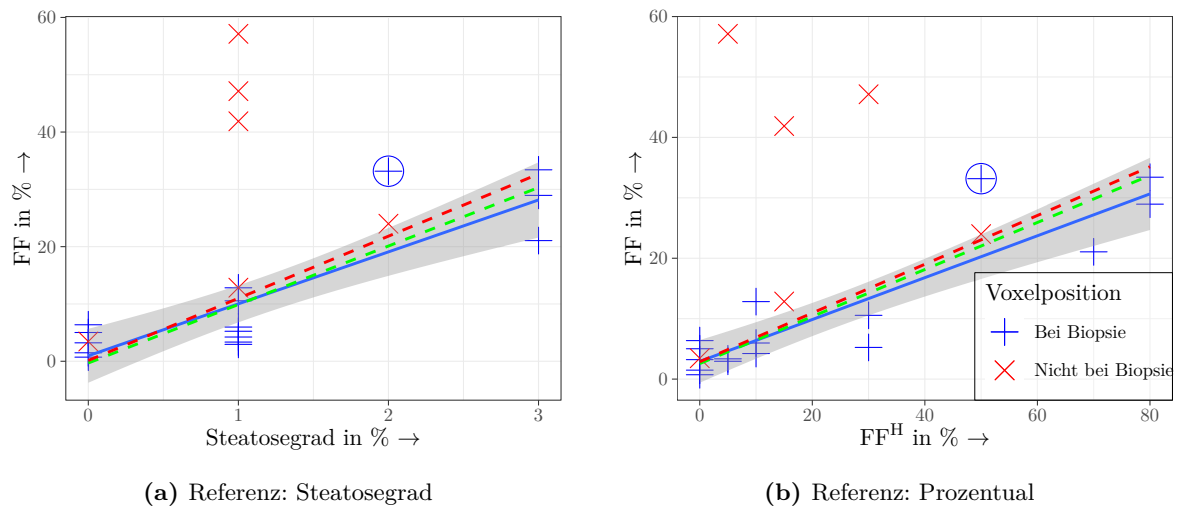 60
40
20
0
FF in % →
0
1
2
3
Steatosegrad in % →
(a) Referenz: Steatosegrad
60
40
20
0
FF in % →
0
20
40
60
80
FF^H in % →
Voxelposition
Bei Biopsie
Nicht bei Biopsie
(b) Referenz: Prozentual